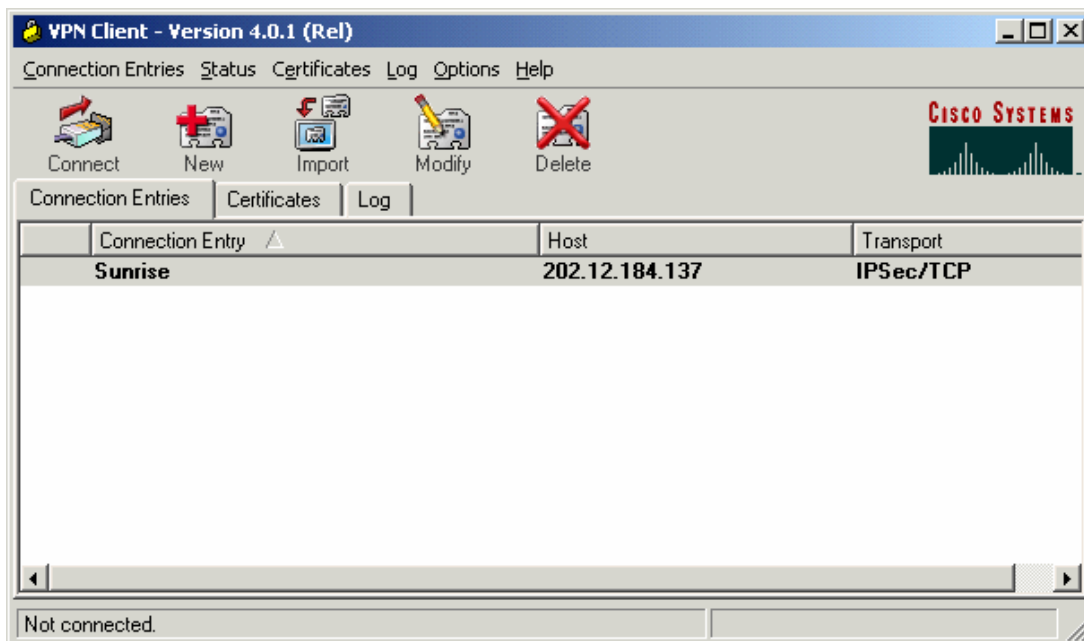 VPN Client - Version 4.0.1 (Rel)
Connection Entries Status Certificates Log Options Help
CISCO SYSTEMS
Connect New Import Modify Delete
Connection Entries Certificates Log
Connection Entry Host Transport
Sunrise 202.12.184.137 IPSec/TCP
Not connected.